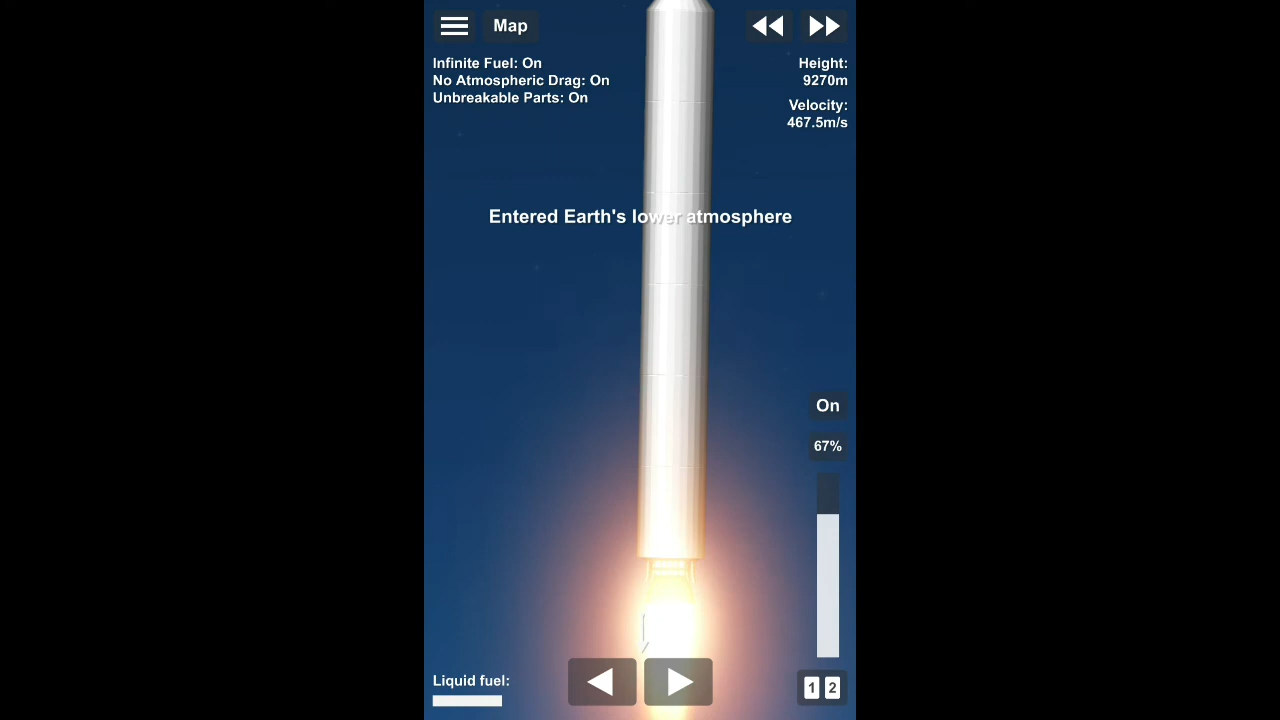 Map
Infinite Fuel: On
No Atmospheric Drag: On
Unbreakable Parts: On
Height:
9270m
Velocity:
467.5m/s
Entered Earth's lower atmosphere
On
67%
Liquid fuel:
1 2